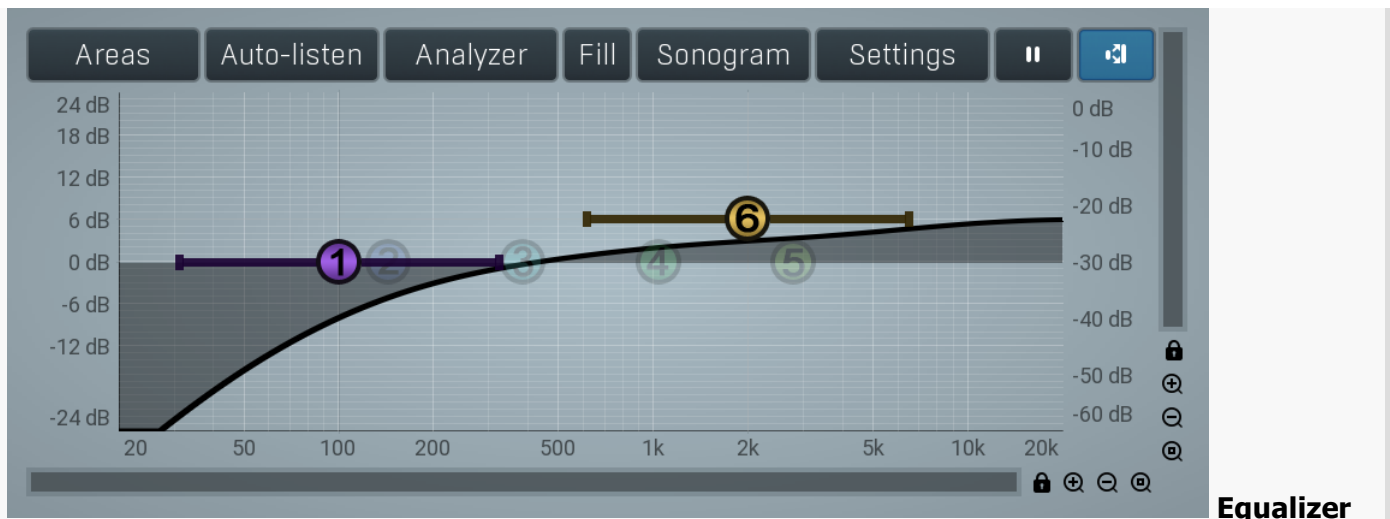 Areas Auto-listen Analyzer Fill Sonogram Settings
24 dB 0 dB
18 dB
-10 dB
12 dB
6 dB 6 -20 dB
0 dB 1 2 3 4 5 -30 dB
-6 dB -40 dB
-12 dB
-50 dB
-24 dB -60 dB
20 50 100 200 500 1k 2k 5k 10k 20k
Equalizer